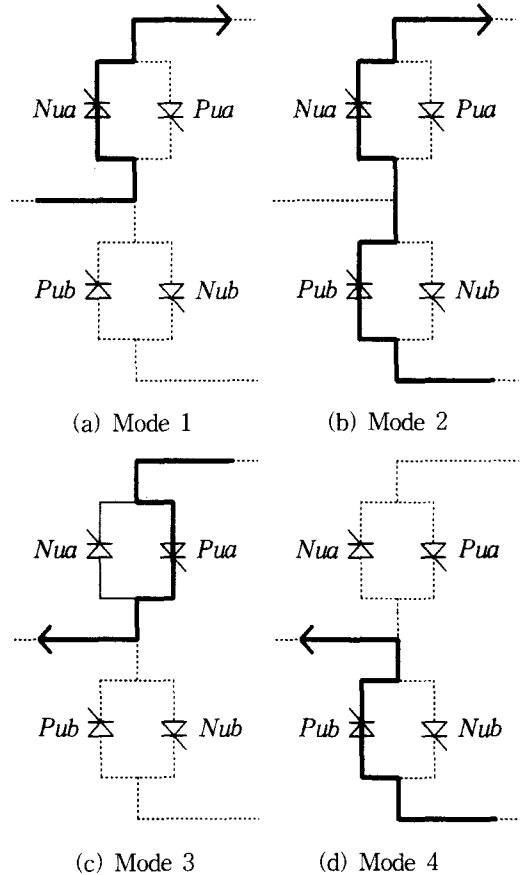 Nua Pua Nua Pua
Pub Nub Pub Nub
(a) Mode 1 (b) Mode 2
Nua Pua Nua Pua
Pub Nub Pub Nub
(c) Mode 3 (d) Mode 4